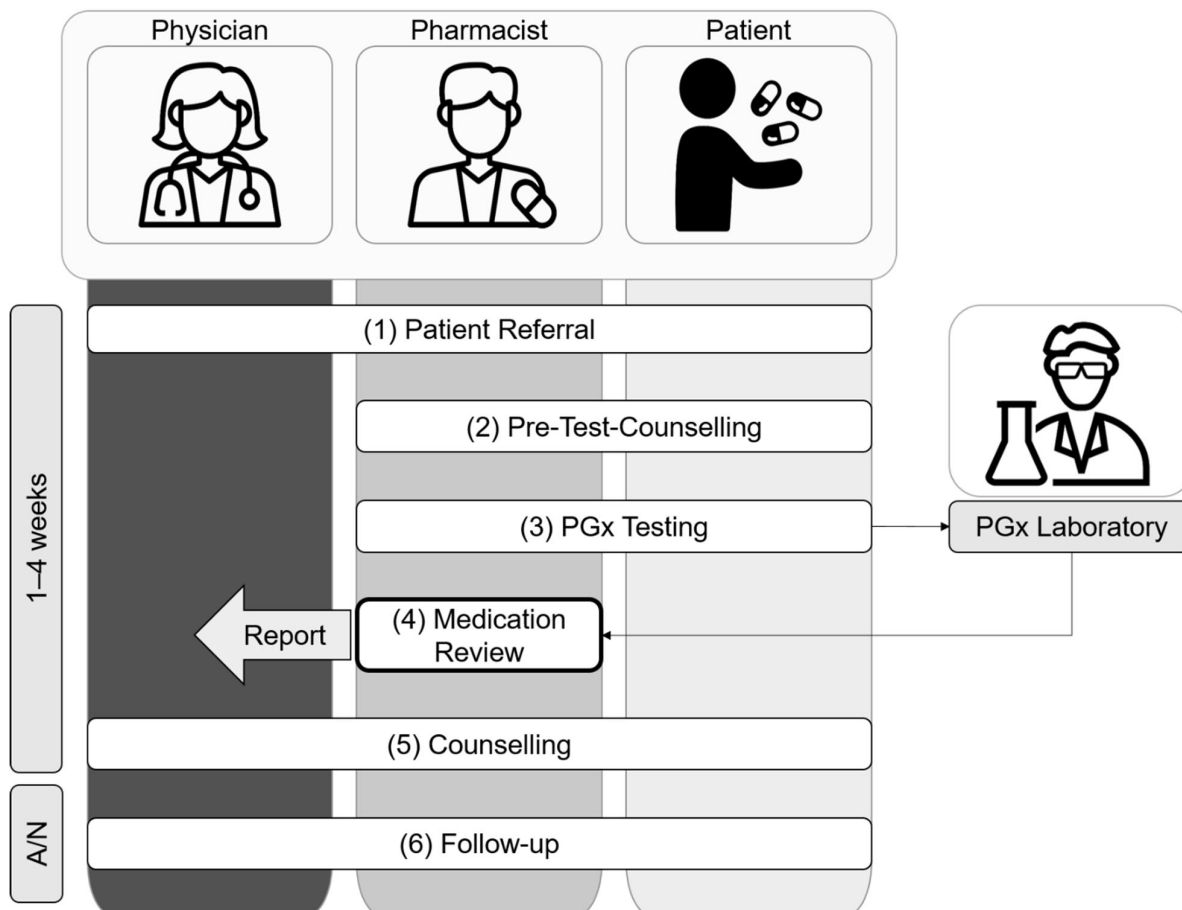 Physician
Pharmacist
Patient
(1) Patient Referral
(2) Pre-Test-Counselling
(3) PGx Testing
PGx Laboratory
1–4 weeks
Report
(4) Medication
Review
(5) Counselling
A/N
(6) Follow-up